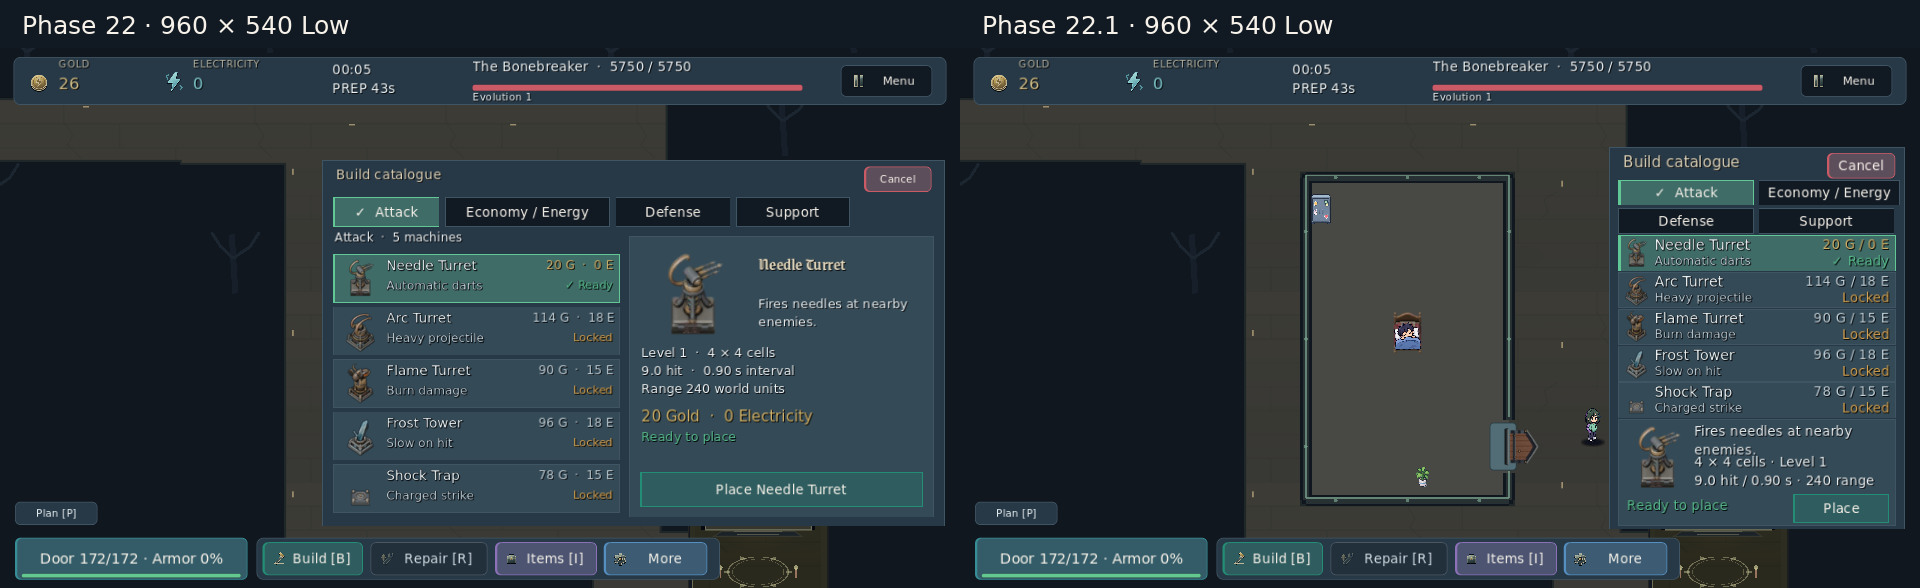 Phase 22 · 960 × 540 Low
GOLD
26
ELECTRICITY
0
00:05
PREP 43s
The Bonebreaker · 5750 / 5750
Evolution 1
Menu
Build catalogue
Cancel
✓ Attack
Economy / Energy
Defense
Support
Attack · 5 machines
Needle Turret
20 G · 0 E
Automatic darts
✓ Ready
Arc Turret
114 G · 18 E
Heavy projectile
Locked
Flame Turret
90 G · 15 E
Burn damage
Locked
Frost Tower
96 G · 18 E
Slow on hit
Locked
Shock Trap
78 G · 15 E
Charged strike
Locked
Needle Turret
Fires needles at nearby
enemies.
Level 1 · 4 × 4 cells
9.0 hit · 0.90 s interval
Range 240 world units
20 Gold · 0 Electricity
Ready to place
Place Needle Turret
Plan [P]
Door 172/172 · Armor 0%
Build [B]
Repair [R]
Items [I]
More
Phase 22.1 · 960 × 540 Low
GOLD
26
ELECTRICITY
0
00:05
PREP 43s
The Bonebreaker · 5750 / 5750
Evolution 1
Menu
Build catalogue
Cancel
✓ Attack
Economy / Energy
Defense
Support
Needle Turret
20 G / 0 E
Automatic darts
✓ Ready
Arc Turret
114 G / 18 E
Heavy projectile
Locked
Flame Turret
90 G / 15 E
Burn damage
Locked
Frost Tower
96 G / 18 E
Slow on hit
Locked
Shock Trap
78 G / 15 E
Charged strike
Locked
Fires needles at nearby
enemies.
4 × 4 cells · Level 1
9.0 hit / 0.90 s · 240 range
Ready to place
Place
Plan [P]
Door 172/172 · Armor 0%
Build [B]
Repair [R]
Items [I]
More